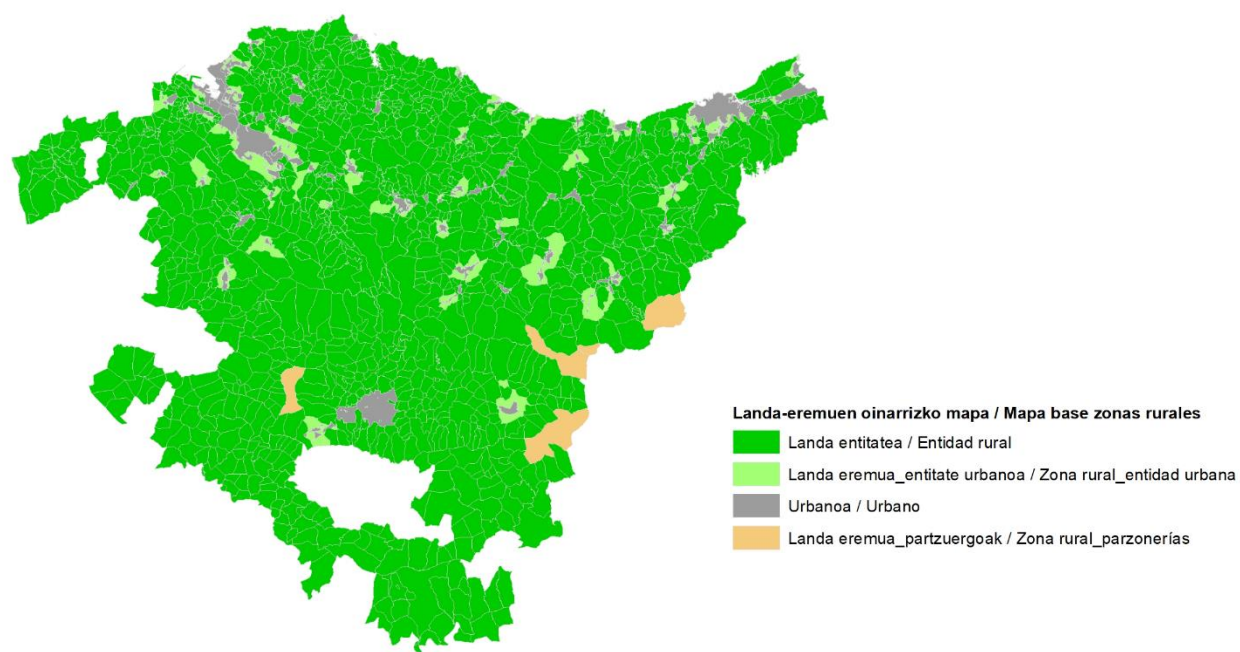 Landa-eremuen oinarrizko mapa / Mapa base zonas rurales
Landa entitatea / Entidad rural
Landa eremua_entitate urbanoa / Zona rural_entidad urbana
Urbanoa / Urbano
Landa eremua_partzuergoak / Zona rural_parzonerías